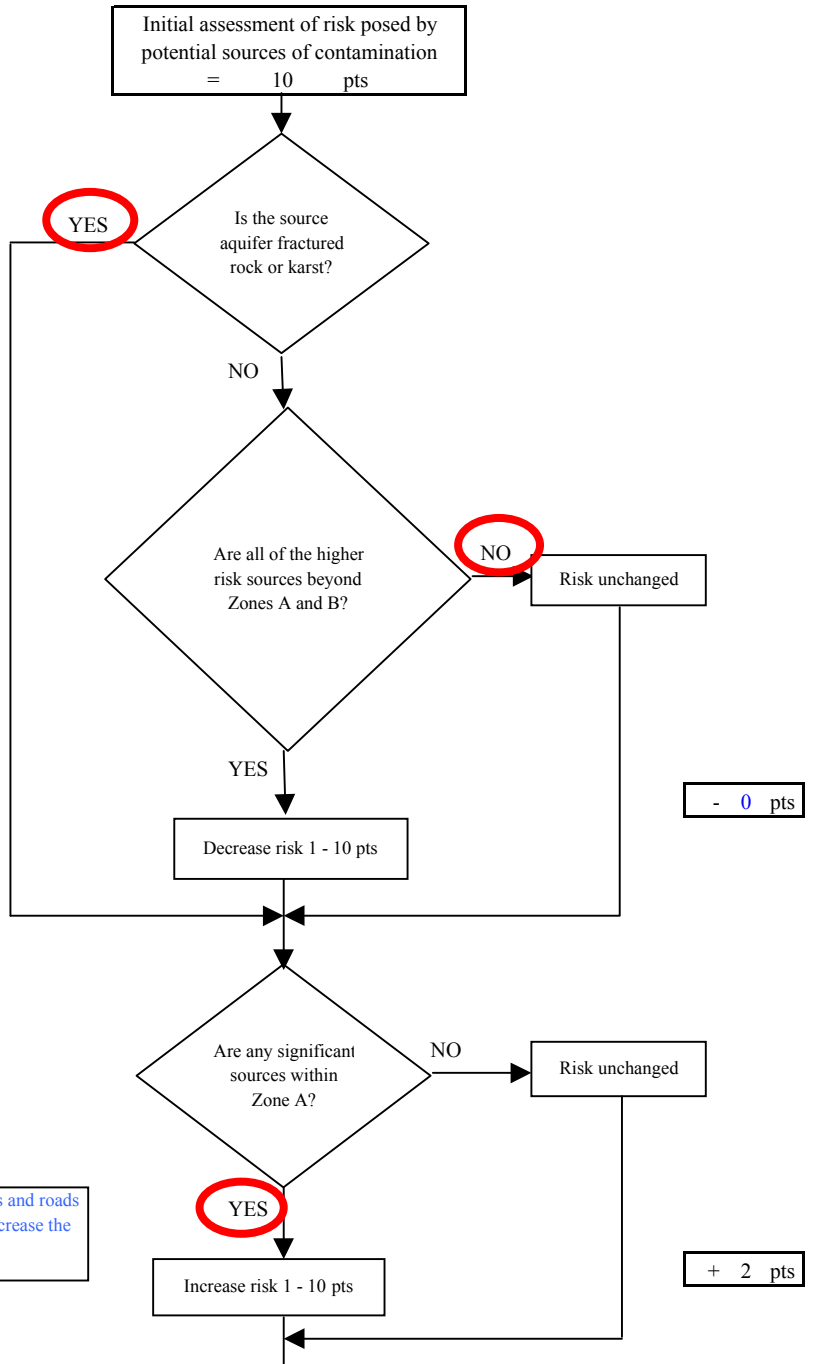 Initial assessment of risk posed by
potential sources of contamination
= 10 pts
YES
Is the source
aquifer fractured
rock or karst?
NO
Are all of the higher
risk sources beyond
Zones A and B?
NO
Risk unchanged
YES
- 0 pts
Decrease risk 1 - 10 pts
Are any significant
sources within
Zone A?
NO
Risk unchanged
s and roads
crease the
YES
Increase risk 1 - 10 pts
+ 2 pts